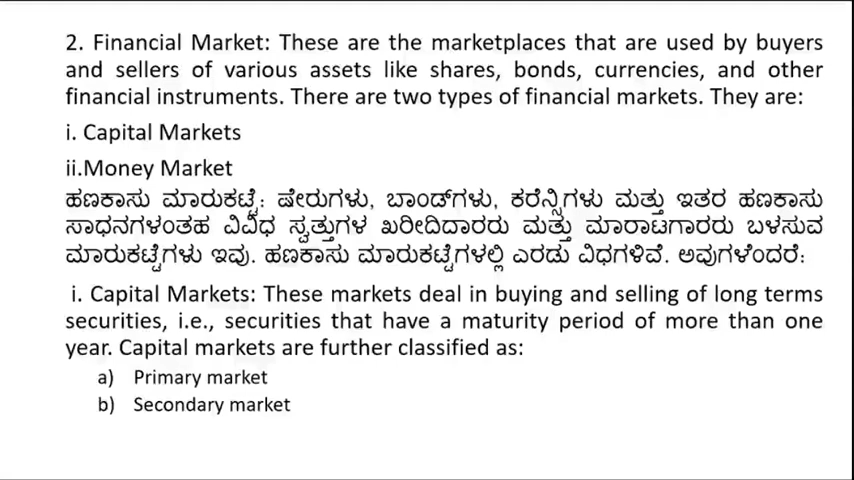 2. Financial Market: These are the marketplaces that are used by buyers
and sellers of various assets like shares, bonds, currencies, and other
financial instruments. There are two types of financial markets. They are:
i. Capital Markets
ii.Money Market
ಹಣಕಾಸು ಮಾರುಕಟ್ಟೆ: ಷೇರುಗಳು, ಬಾಂಡ್‌ಗಳು, ಕರೆನ್ಸಿಗಳು ಮತ್ತು ಇತರ ಹಣಕಾಸು
ಸಾಧನಗಳಂತಹ ವಿವಿಧ ಸ್ವತ್ತುಗಳ ಖರೀದಿದಾರರು ಮತ್ತು ಮಾರಾಟಗಾರರು ಬಳಸುವ
ಮಾರುಕಟ್ಟೆಗಳು ಇವು. ಹಣಕಾಸು ಮಾರುಕಟ್ಟೆಗಳಲ್ಲಿ ಎರಡು ವಿಧಗಳಿವೆ. ಅವುಗಳೆಂದರೆ:
i. Capital Markets: These markets deal in buying and selling of long terms
securities, i.e., securities that have a maturity period of more than one
year. Capital markets are further classified as:
a) Primary market
b) Secondary market